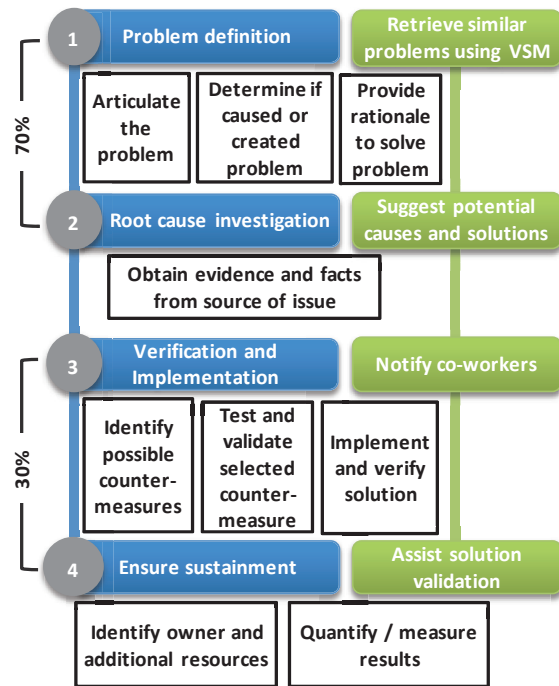 1
Problem definition
Retrieve similar
problems using VSM
70%
Articulate
the
problem
Determine if
caused or
created
problem
Provide
rationale
to solve
problem
2
Root cause investigation
Suggest potential
causes and solutions
Obtain evidence and facts
from source of issue
3
Verification and
Implementation
Notify co-workers
30%
Identify
possible
counter-
measures
Test and
validate
selected
counter-
measure
Implement
and verify
solution
4
Ensure sustainment
Assist solution
validation
Identify owner and
additional resources
Quantify / measure
results